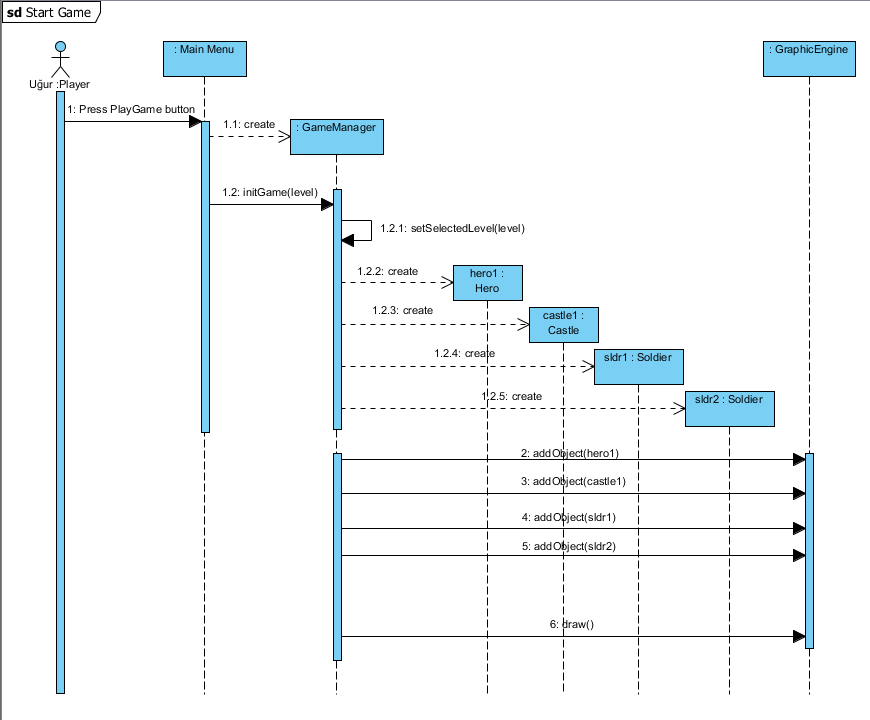 sd Start Game
: Main Menu
: GraphicEngine
Uğur :Player
1: Press PlayGame button
1.1: create
: GameManager
1.2: initGame(level)
1.2.1: setSelectedLevel(level)
1.2.2: create
hero1 :
Hero
1.2.3: create
castle1 :
Castle
1.2.4: create
sldr1 : Soldier
1.2.5: create
sldr2 : Soldier
2: addObject(hero1)
3: addObject(castle1)
4: addObject(sldr1)
5: addObject(sldr2)
6: draw()